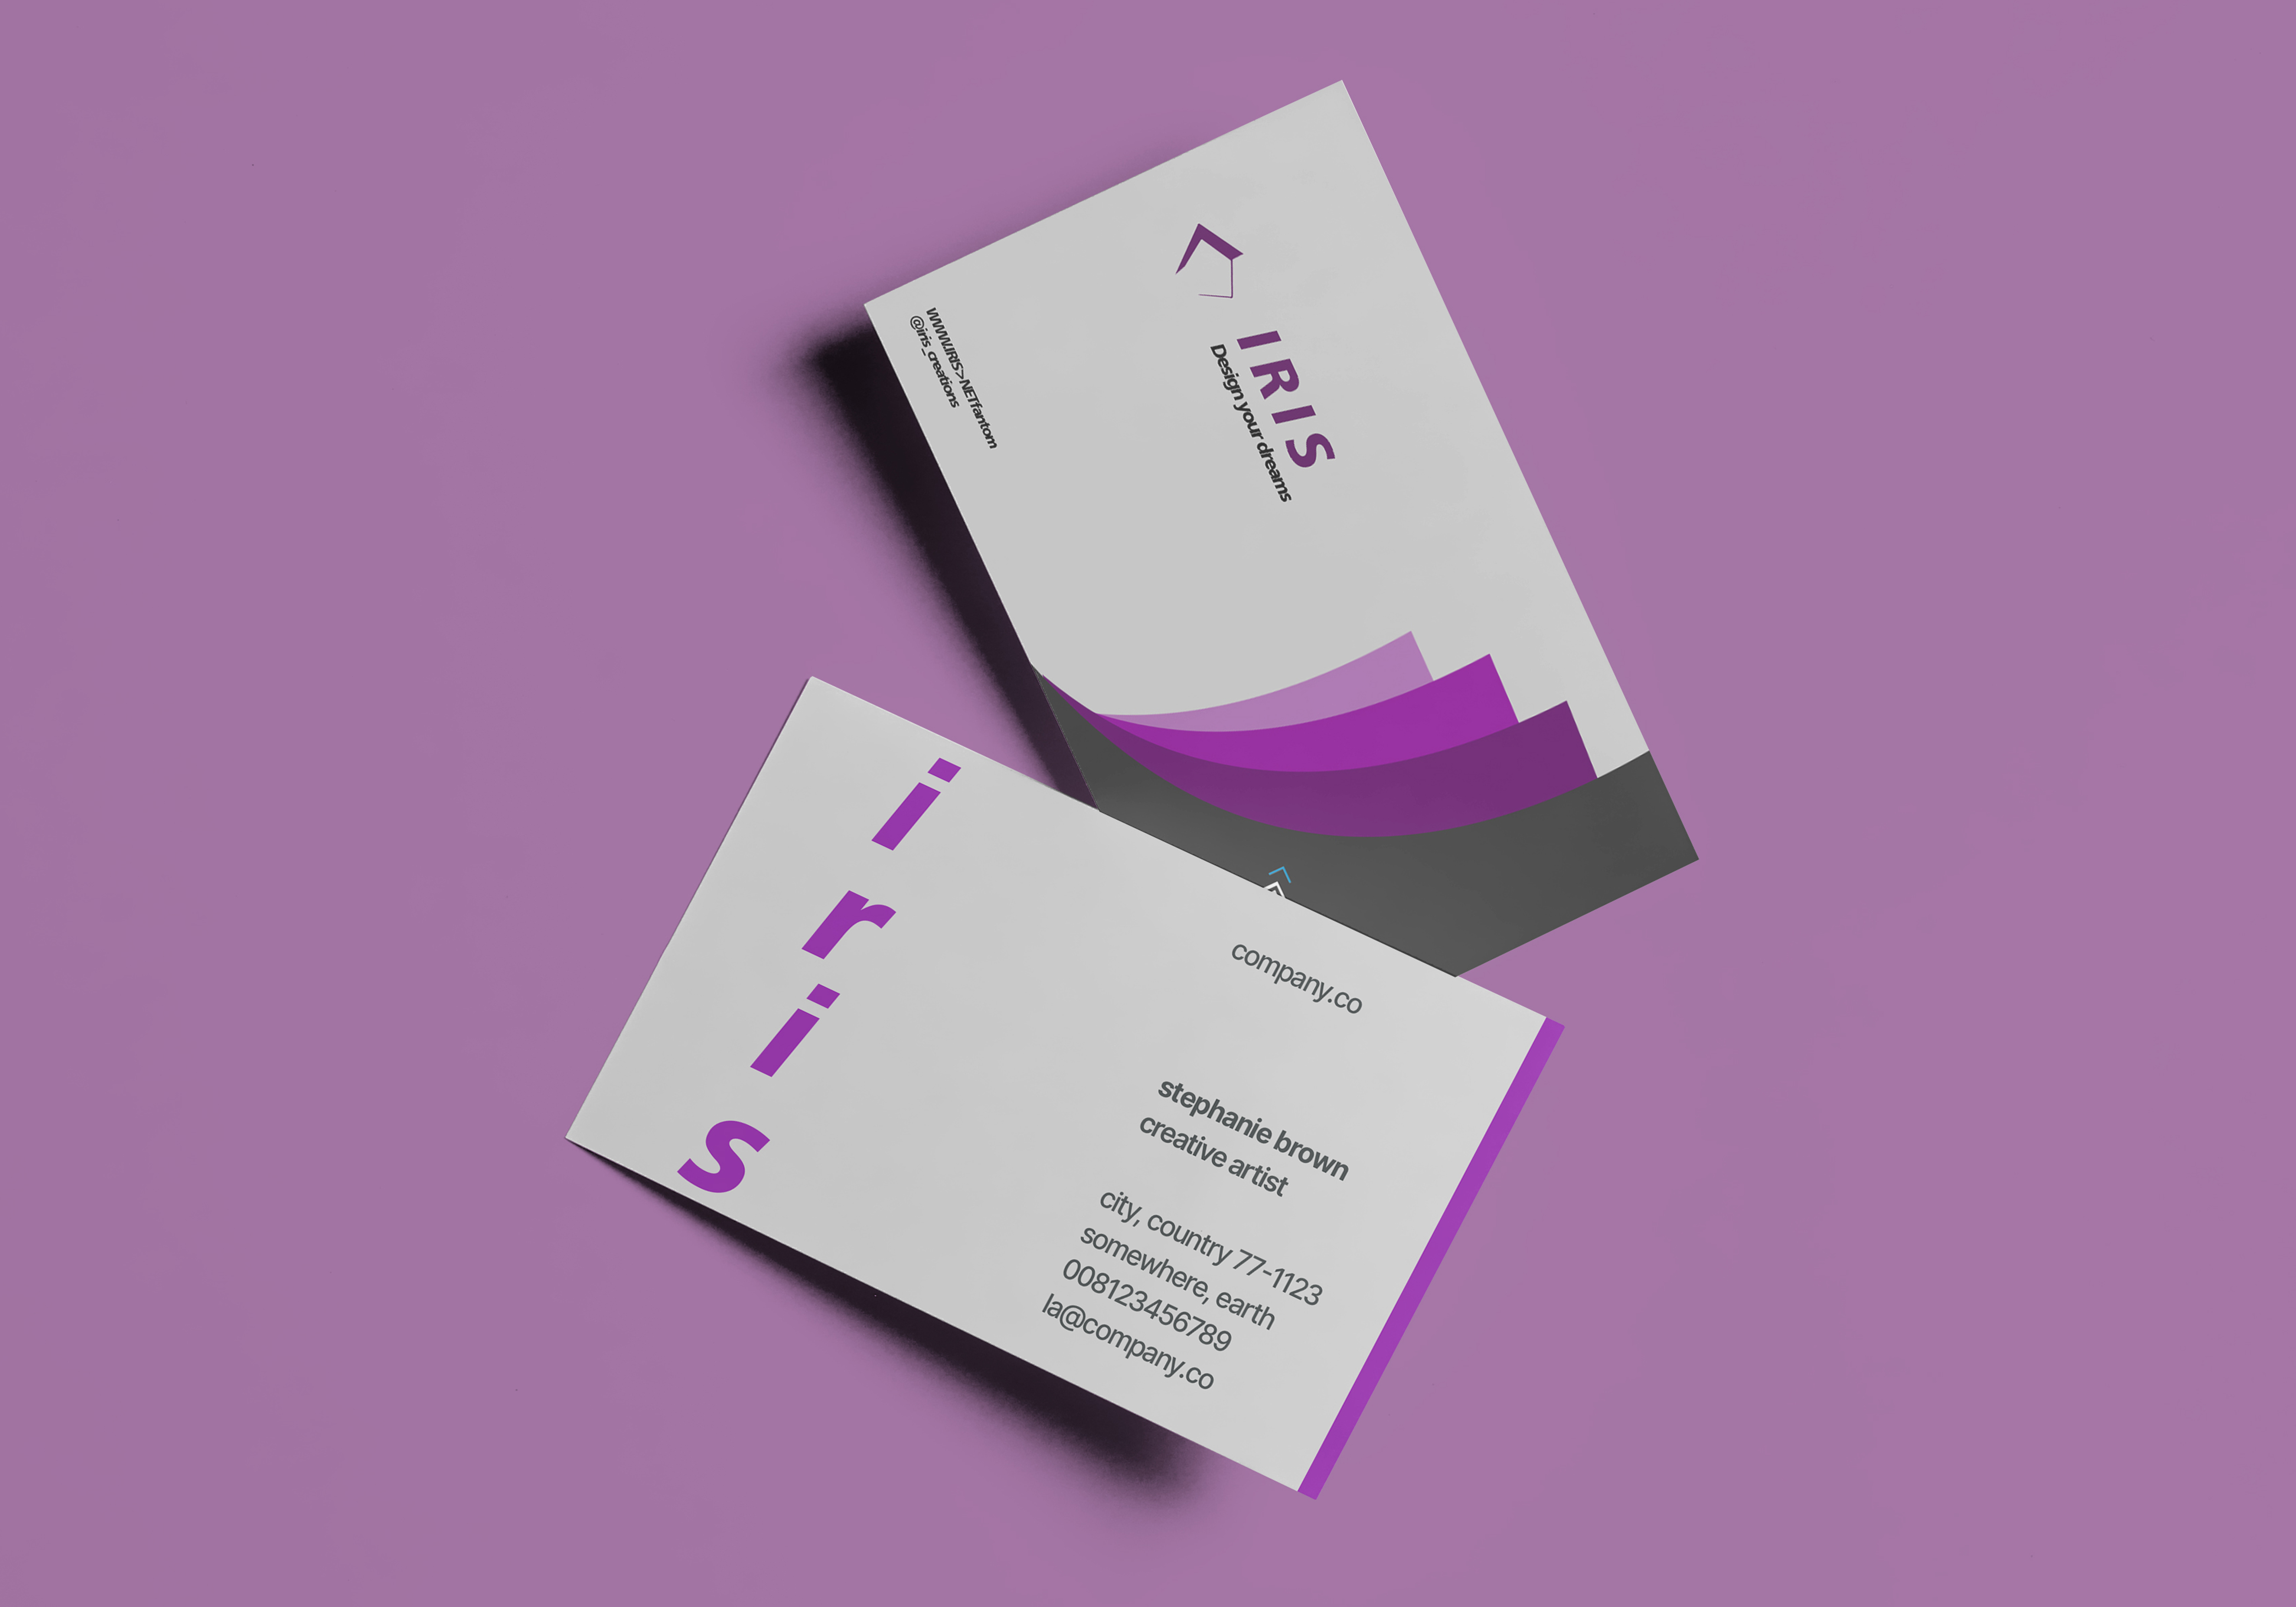 IRIS
Design your dreams
WWW.IRIS>NETfantom
@iris_creations
iris
company.co
stephanie brown
creative artist
city, country 77-1123
somewhere, earth
008123456789
la@company.co